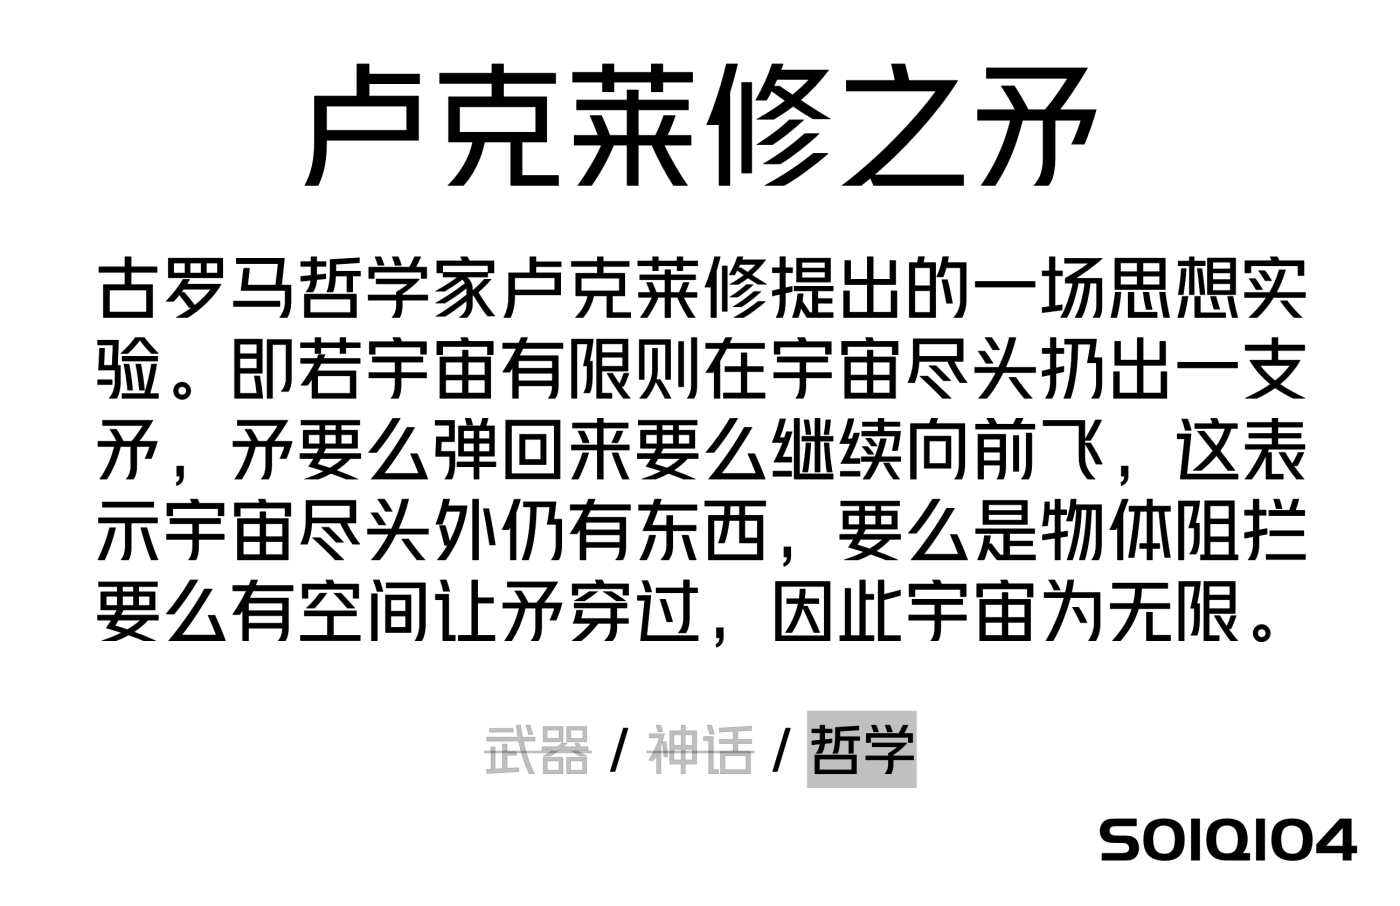 卢克莱修之矛
古罗马哲学家卢克莱修提出的一场思想实
验。即若宇宙有限则在宇宙尽头扔出一支
矛，矛要么弹回来要么继续向前飞，这表
示宇宙尽头外仍有东西，要么是物体阻拦
要么有空间让矛穿过，因此宇宙为无限。
武器 / 神话 / 哲学
S01Q104